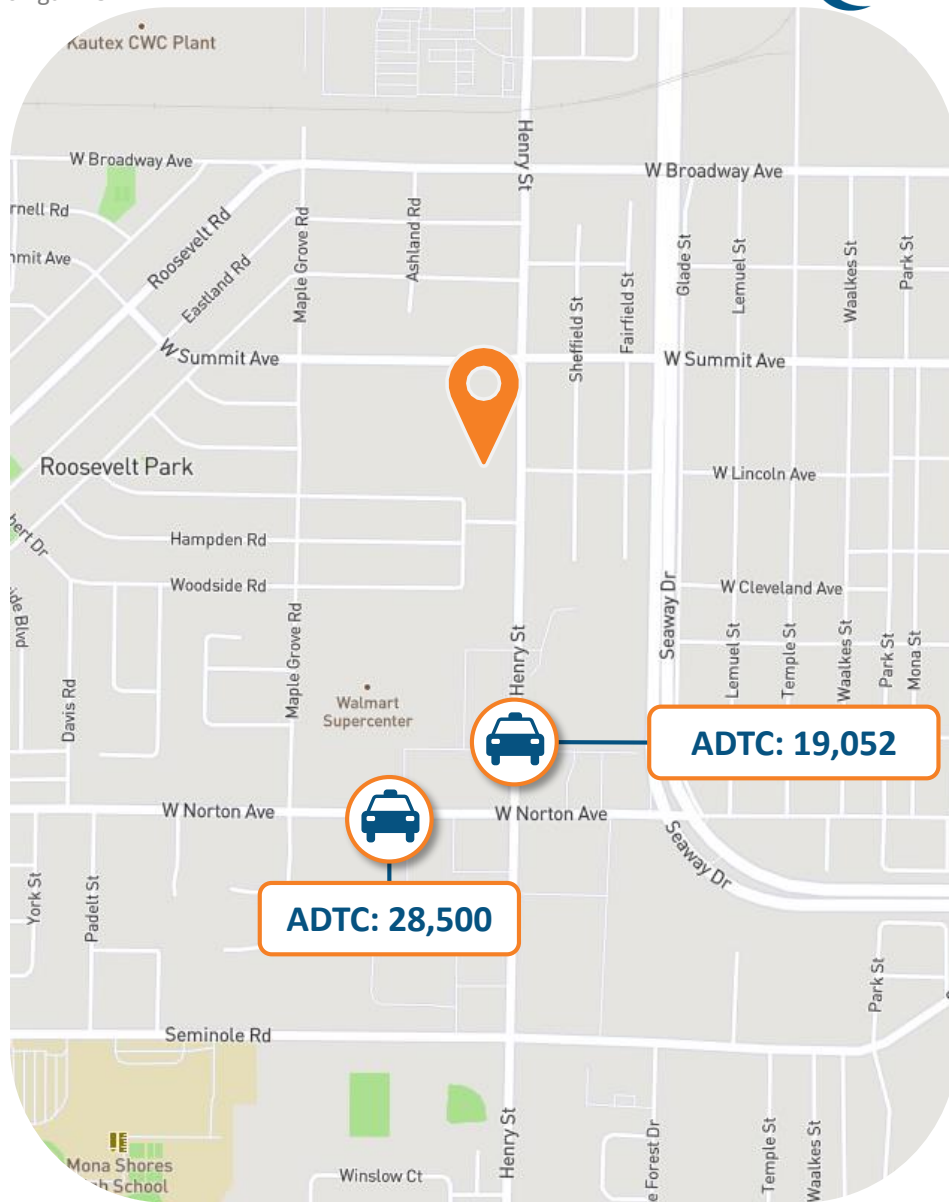 Kautex CWC Plant
Henry St
W Broadway Ave
W Broadway Ave
Roosevelt Rd
Eastland Rd
Maple Grove Rd
Ashland Rd
Sheffield St
Fairfield St
Glade St
Lemuel St
Waalkes St
Park St
W Summit Ave
W Summit Ave
Roosevelt Park
W Lincoln Ave
Hampden Rd
Woodside Rd
W Cleveland Ave
Blvd
Davis Rd
Maple Grove Rd
Henry St
Seaway Dr
Lemuel St
Temple St
Waalkes St
Park St
Mona St
Walmart
Supercenter
ADTC: 19,052
W Norton Ave
W Norton Ave
Seaway Dr
York St
Padelt St
ADTC: 28,500
Park St
Seminole Rd
Henry St
Forest Dr
Temple St
Waalkes St
Mona Shores
School
Winslow Ct